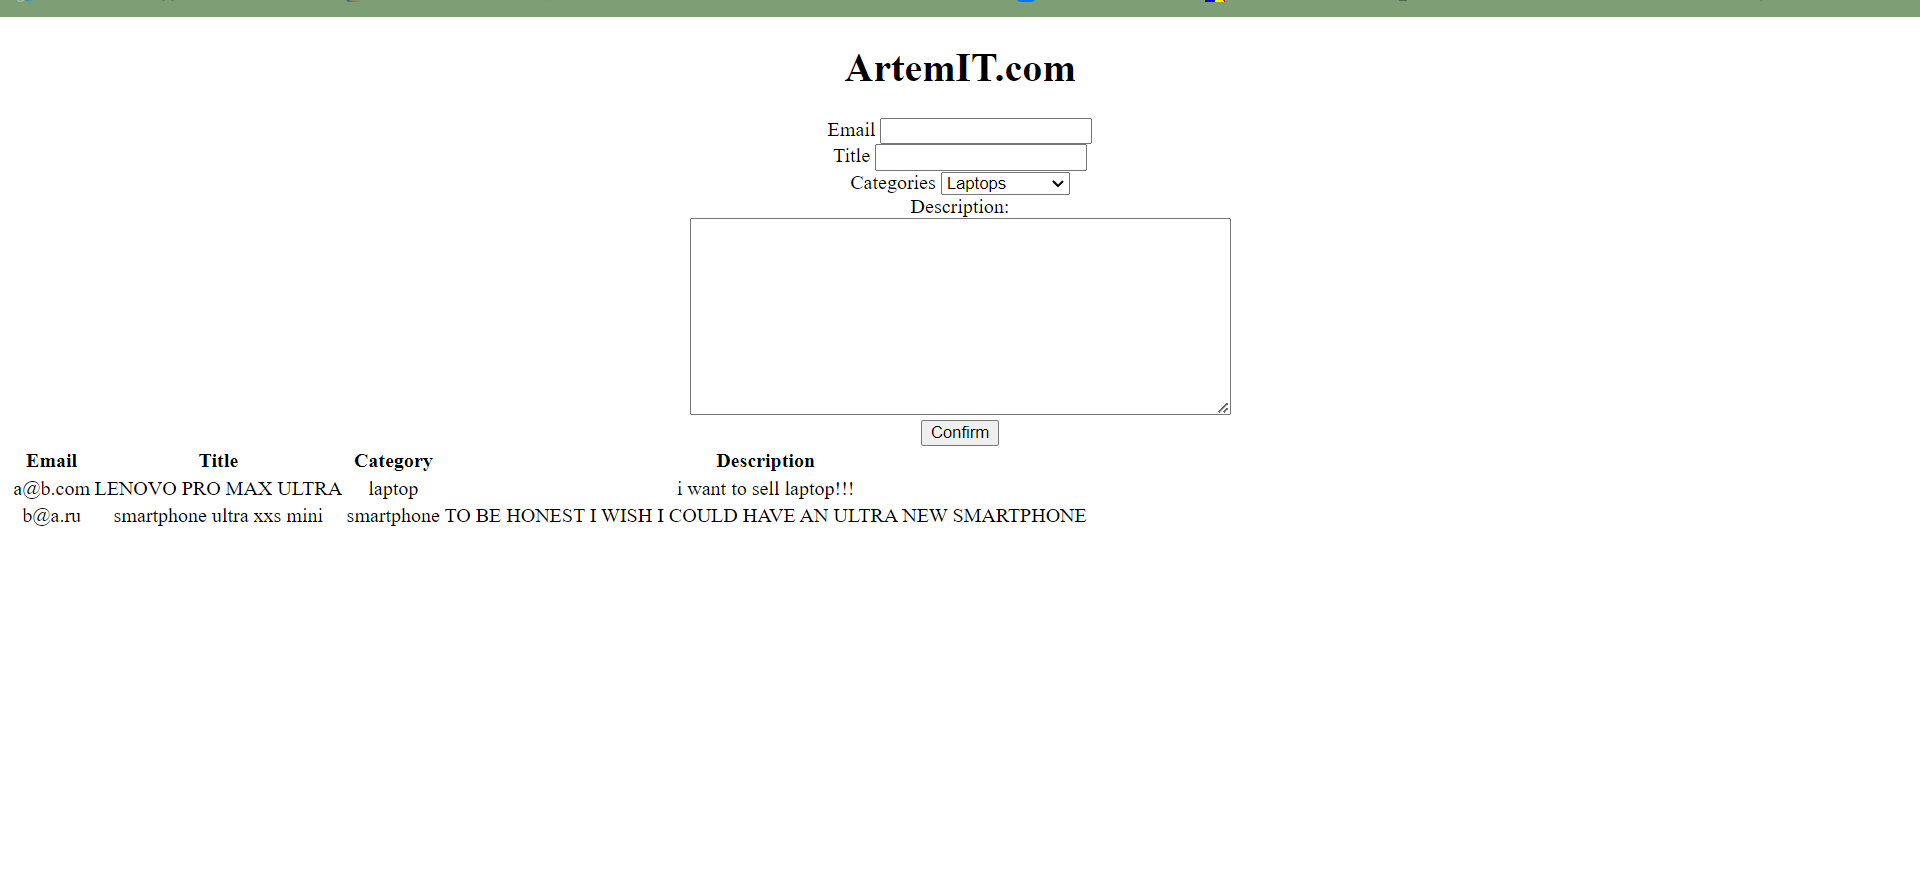 ArtemIT.com
Email
Title
Categories Laptops
Description:
Confirm
Email Title Category Description
a@b.com LENOVO PRO MAX ULTRA laptop i want to sell laptop!!!
b@a.ru smartphone ultra xxs mini smartphone TO BE HONEST I WISH I COULD HAVE AN ULTRA NEW SMARTPHONE